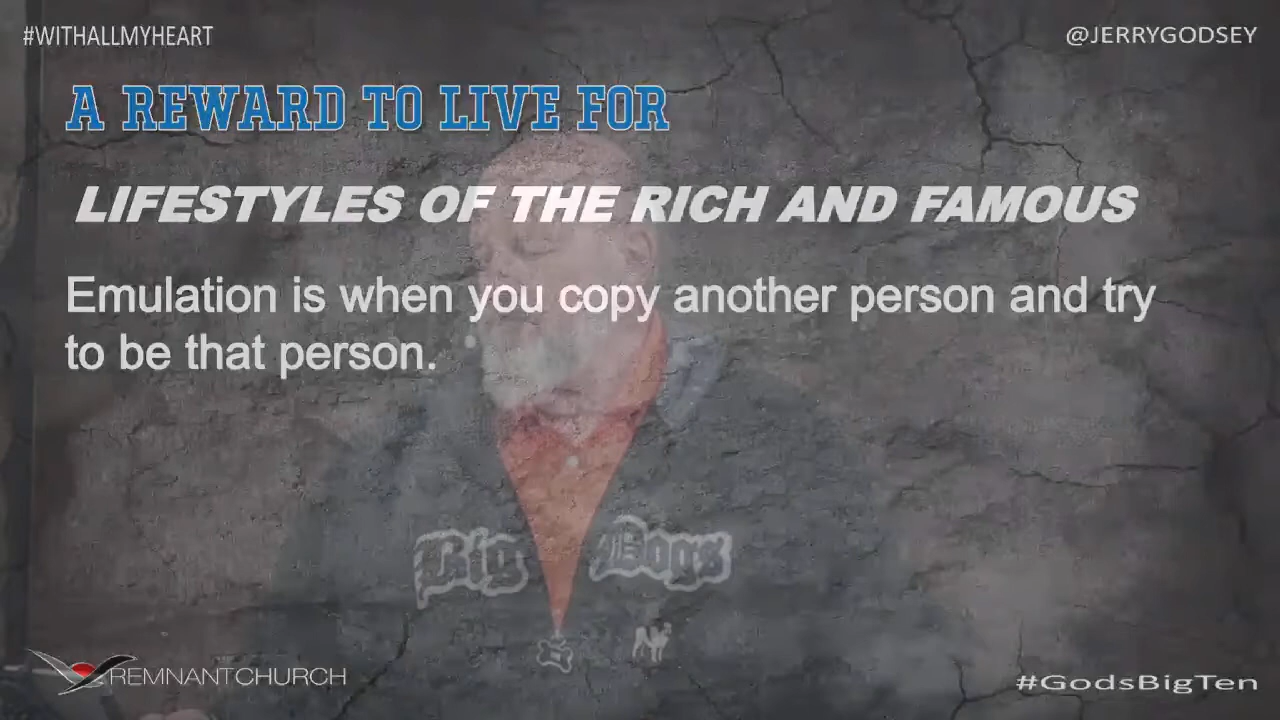 #WITHALLMYHEART
@JERRYGODSEY
A REWARD TO LIVE FOR
LIFESTYLES OF THE RICH AND FAMOUS
Emulation is when you copy another person and try
to be that person.
Big Dogs
REMNANTCHURCH
#GodsBigTen